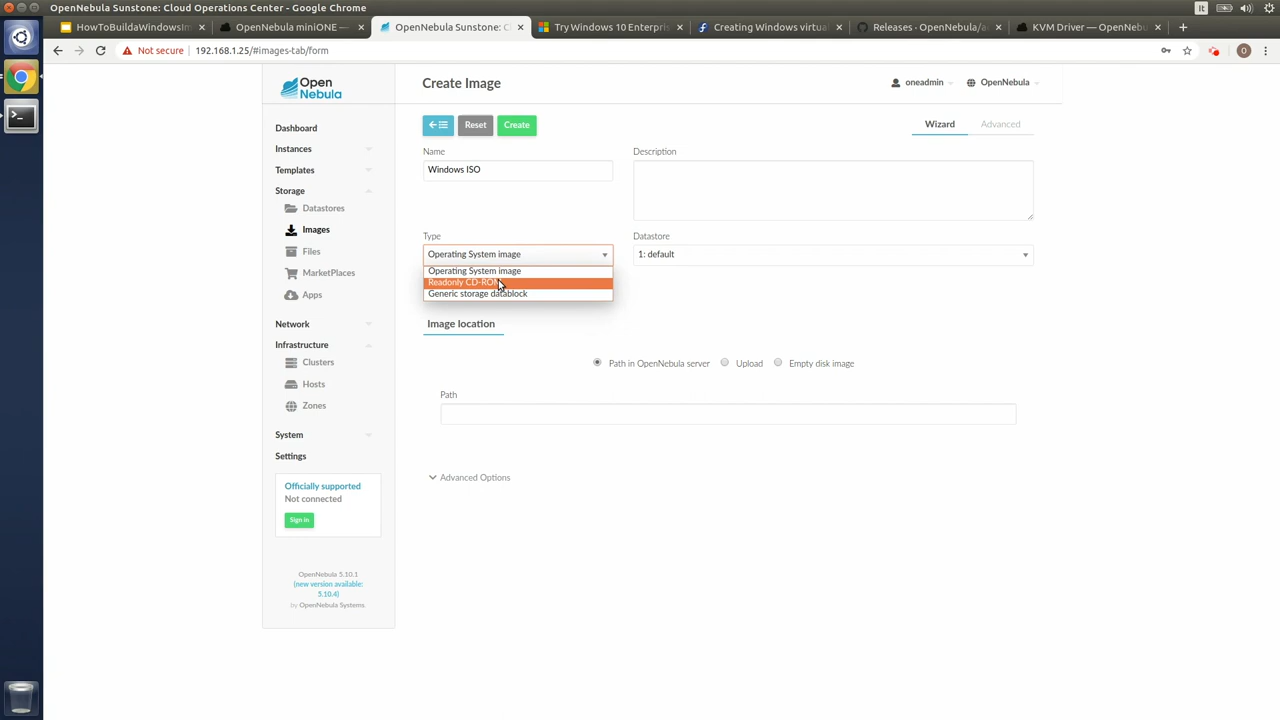 OpenNebula Sunstone: Cloud Operations Center - Google Chrome
It
HowToBuildaWindowsIm
OpenNebula miniONE —
OpenNebula Sunstone: C
Try Windows 10 Enterpris
Creating Windows virtua
Releases · OpenNebula/a
KVM Driver — OpenNebu
Not secure
192.168.1.25/#images-tab/form
O
Open
Nebula
Create Image
oneadmin
OpenNebula
Reset
Create
Wizard
Advanced
Dashboard
Instances
Templates
Storage
Datastores
Images
Files
MarketPlaces
Apps
Network
Infrastructure
Clusters
Hosts
Zones
System
Settings
Officially supported
Not connected
Sign in
OpenNebula 5.10.1
(new version available:
5.10.4)
by OpenNebula Systems.
Name
Windows ISO
Description
Type
Operating System image
Operating System image
Readonly CD-ROM
Generic storage datablock
Datastore
1: default
Image location
Path in OpenNebula server
Upload
Empty disk image
Path
Advanced Options